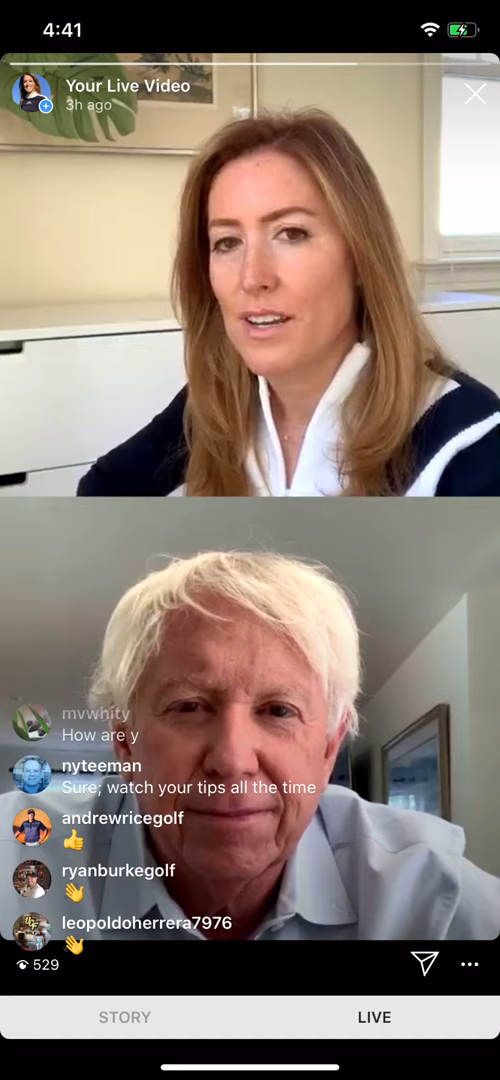 4:41
Your Live Video
3h ago
mvwhity
How are y
nyteeman
Sure; watch your tips all the time
andrewricegolf
ryanburkegolf
leopoldoherrera7976
529
STORY
LIVE